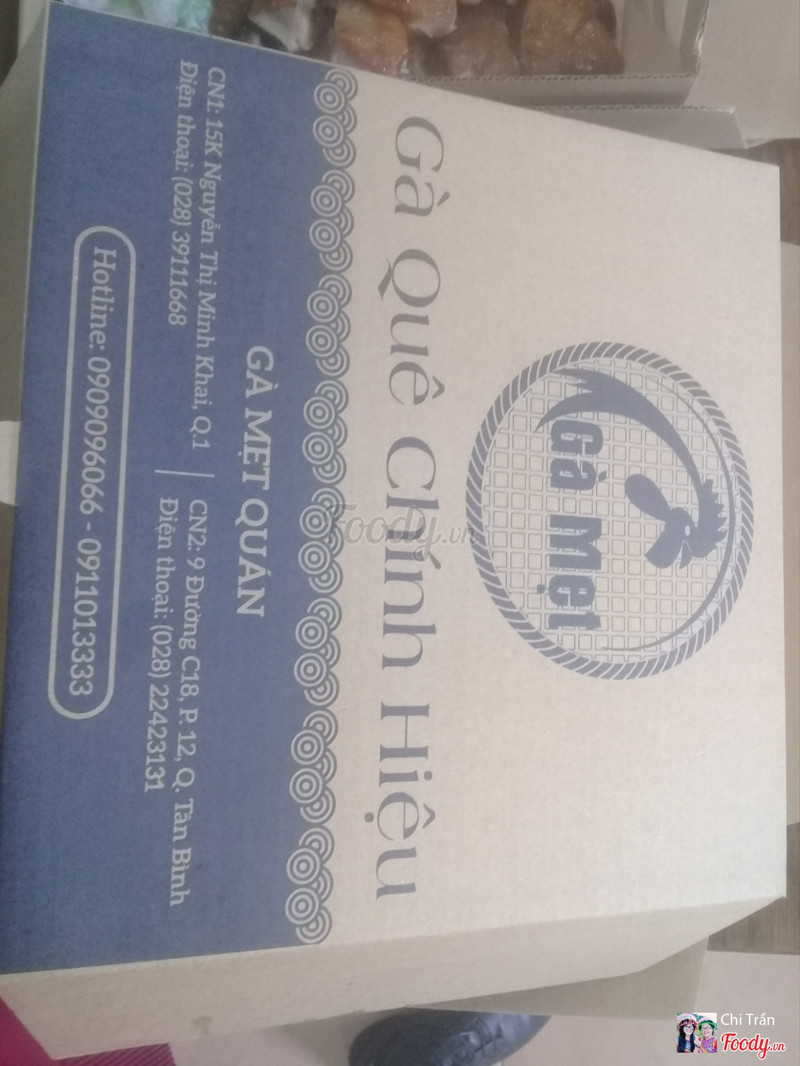 Gà Mẹt
Gà Quê Chính Hiệu
GÀ MẸT QUÁN
CN1: 15K Nguyễn Thị Minh Khai, Q.1
Điện thoại: (028) 39111668
CN2: 9 Đường C18, P. 12, Q. Tân Bình
Điện thoại: (028) 22423131
Hotline: 0909096066 - 0911013333
Foody.vn
Chi Trần
Foody.vn